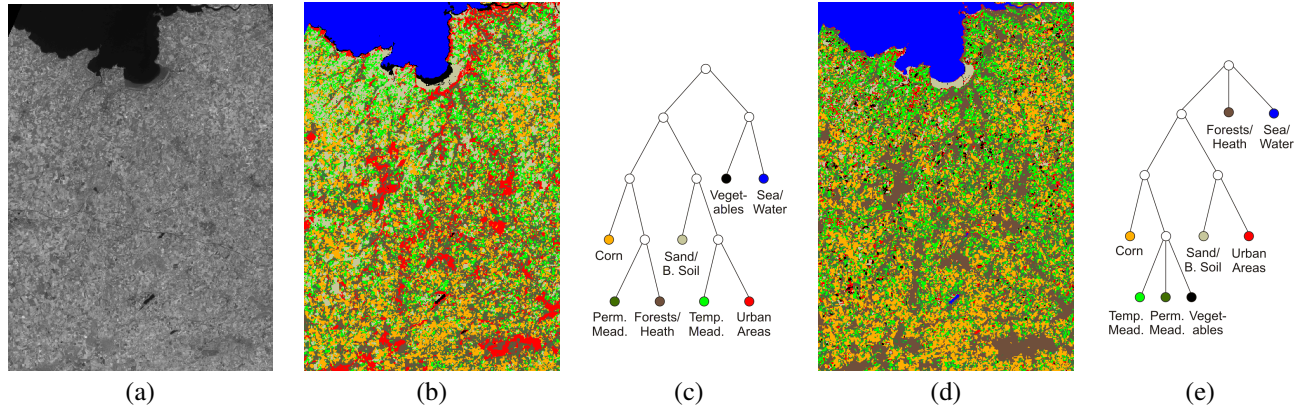 Veget-
ables
Sea/
Water
Corn
Sand/
B. Soil
Perm.
Mead.
Forests/
Heath
Temp.
Mead.
Urban
Areas
Forests/
Heath
Sea/
Water
Corn
Sand/
B. Soil
Urban
Areas
Temp.
Mead.
Perm.
Mead.
Veget-
ables
(a)
(b)
(c)
(d)
(e)